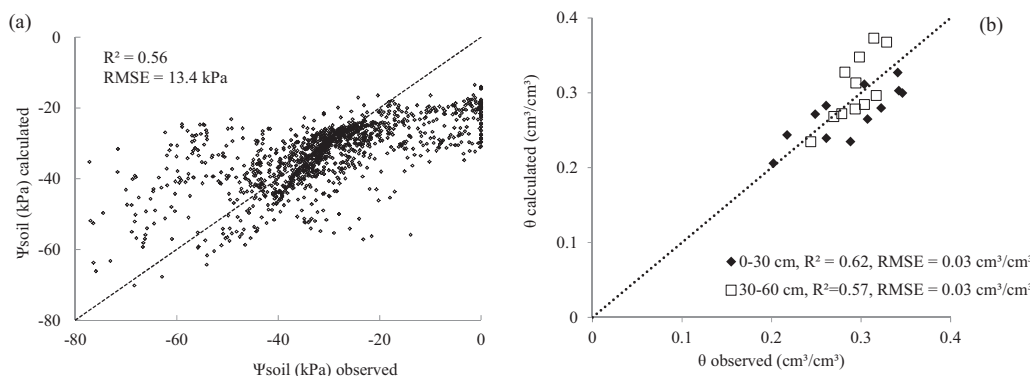 (a)
R² = 0.56
RMSE = 13.4 kPa
0
-20
-40
-60
-80
Ψsoil (kPa) calculated
-80 -60 -40 -20 0
Ψsoil (kPa) observed
(b)
0.4
0.3
0.2
0.1
0
θ calculated (cm³/cm³)
0-30 cm, R² = 0.62, RMSE = 0.03 cm³/cm³
30-60 cm, R²=0.57, RMSE = 0.03 cm³/cm³
0 0.1 0.2 0.3 0.4
θ observed (cm³/cm³)